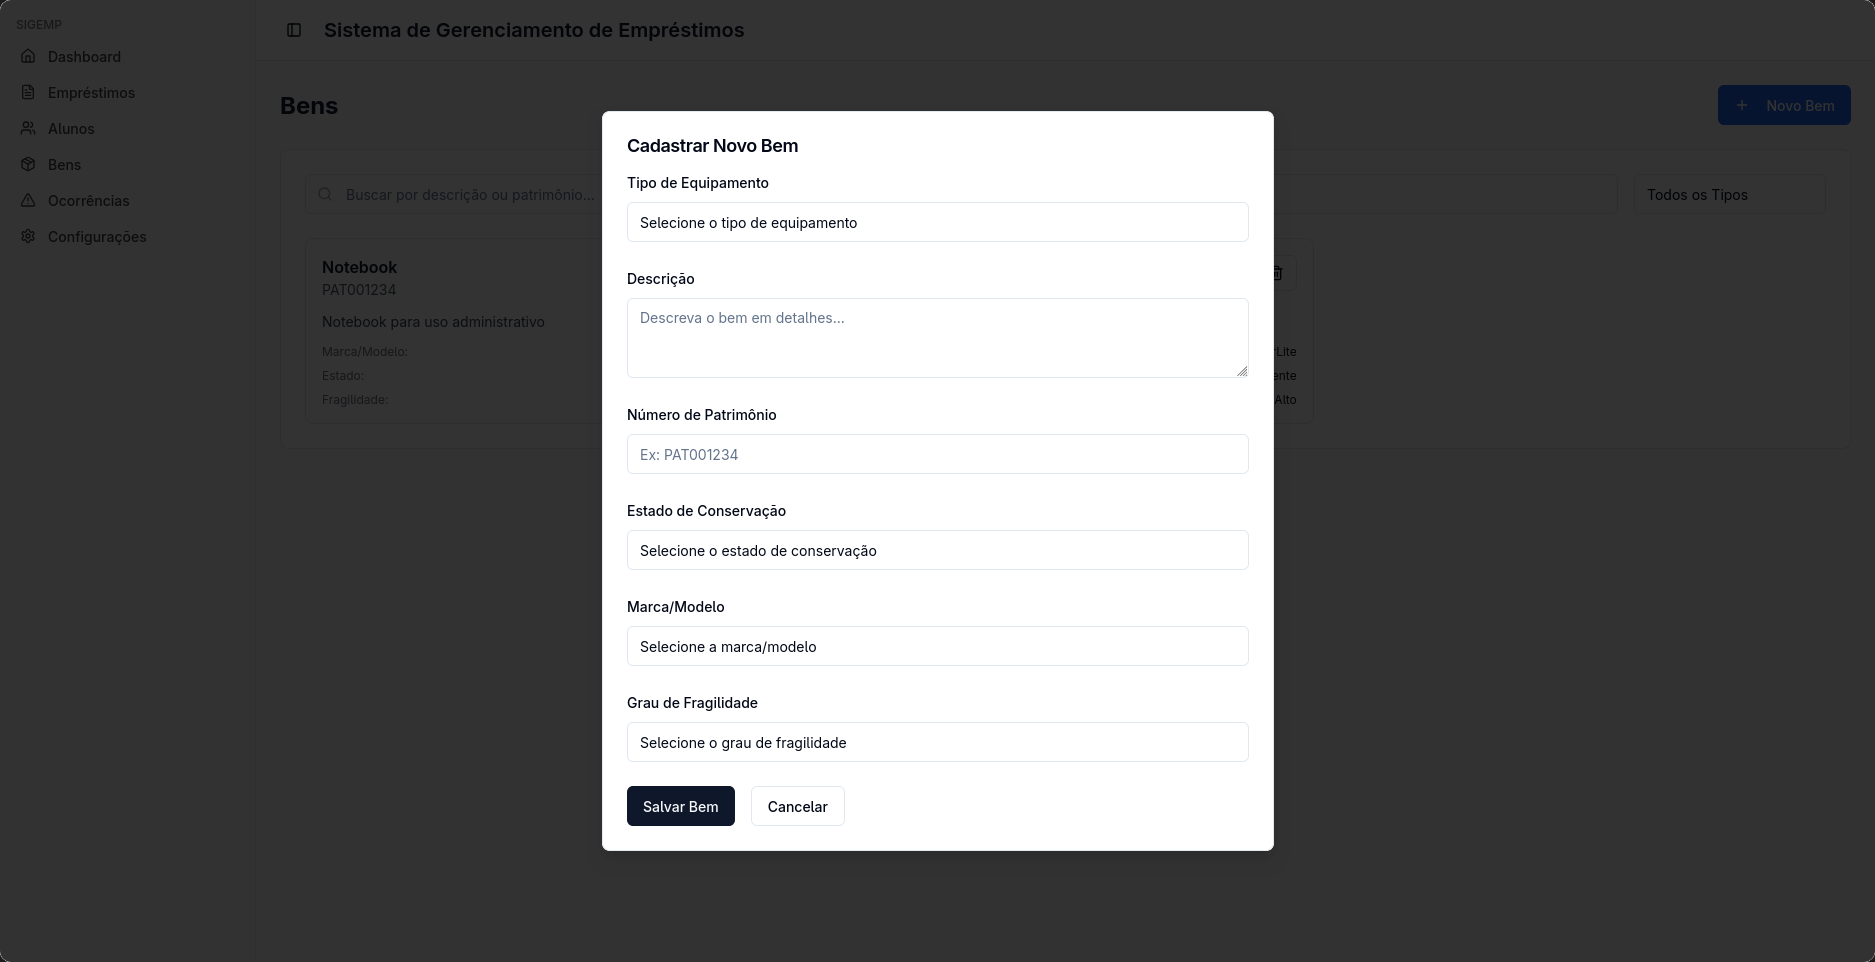 SIGEMP
Dashboard
Empréstimos
Alunos
Bens
Ocorrências
Configurações
Sistema de Gerenciamento de Empréstimos
Bens
Novo Bem
Buscar por descrição ou patrimônio...
Todos os Tipos
Notebook
PAT001234
Notebook para uso administrativo
Marca/Modelo:
Estado:
Fragilidade:
Lite
ente
Alto
Cadastrar Novo Bem
Tipo de Equipamento
Selecione o tipo de equipamento
Descrição
Descreva o bem em detalhes...
Número de Patrimônio
Ex: PAT001234
Estado de Conservação
Selecione o estado de conservação
Marca/Modelo
Selecione a marca/modelo
Grau de Fragilidade
Selecione o grau de fragilidade
Salvar Bem
Cancelar